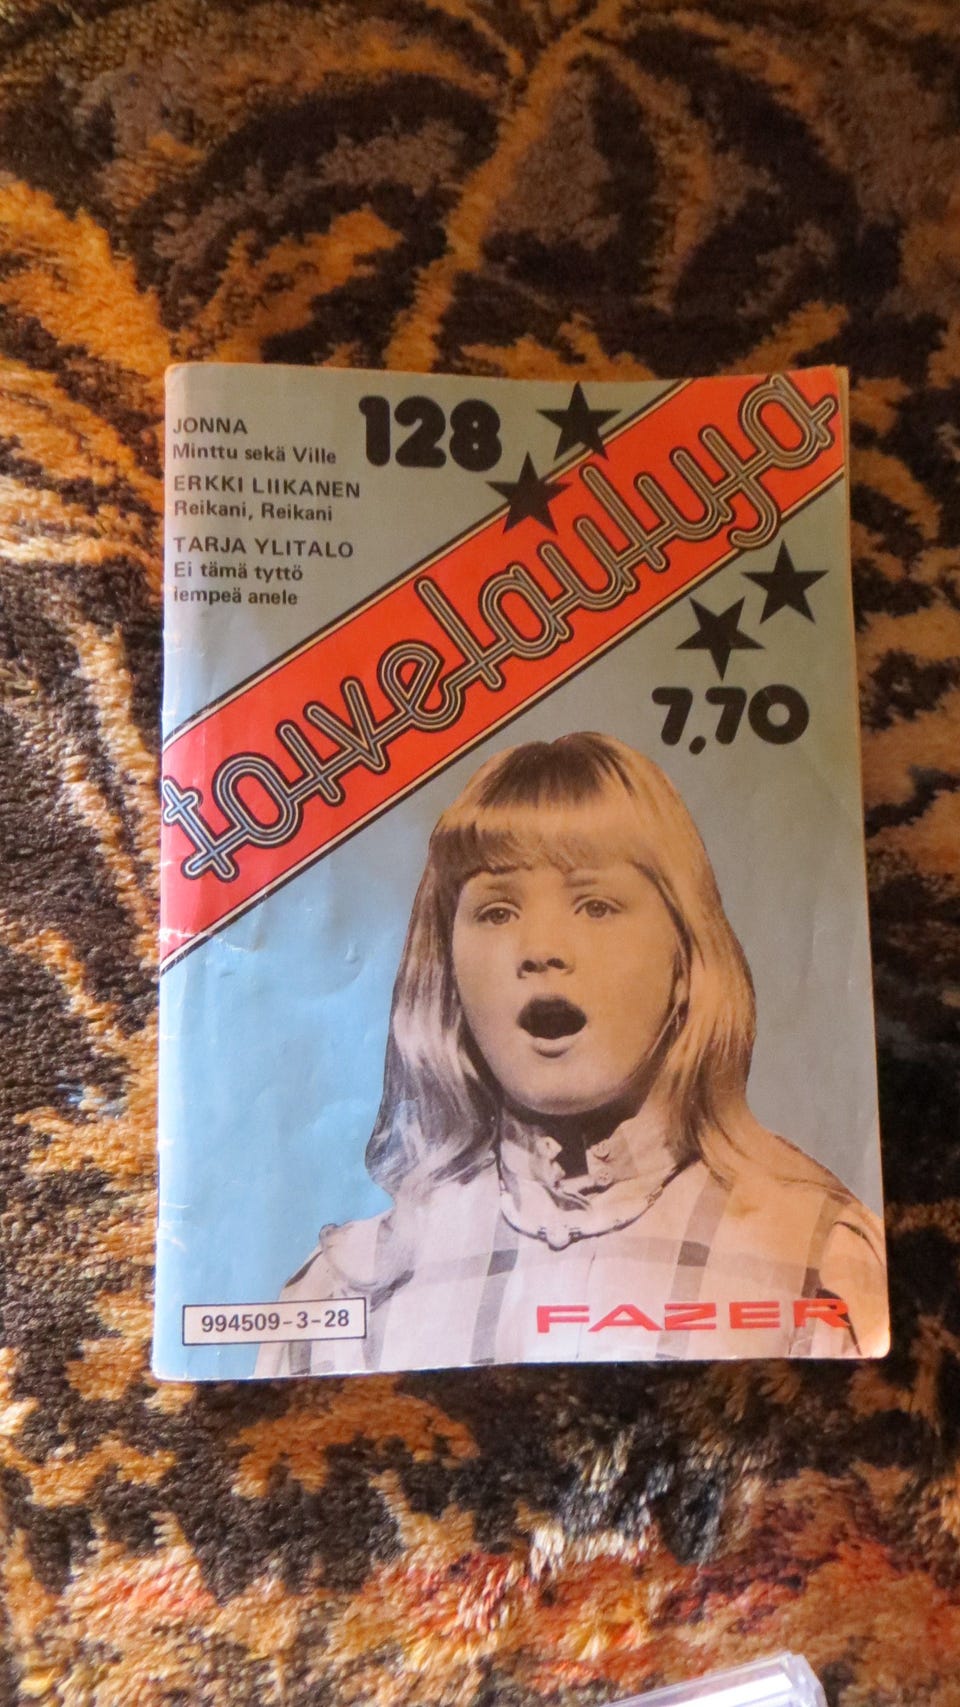 JONNA
Minttu sekä Ville
ERKKI LIIKANEN
Reikani, Reikani
TARJA YLITALO
Ei tämä tyttö
lempeä anele
128
toivelauluja
7,70
994509-3-28
FAZER